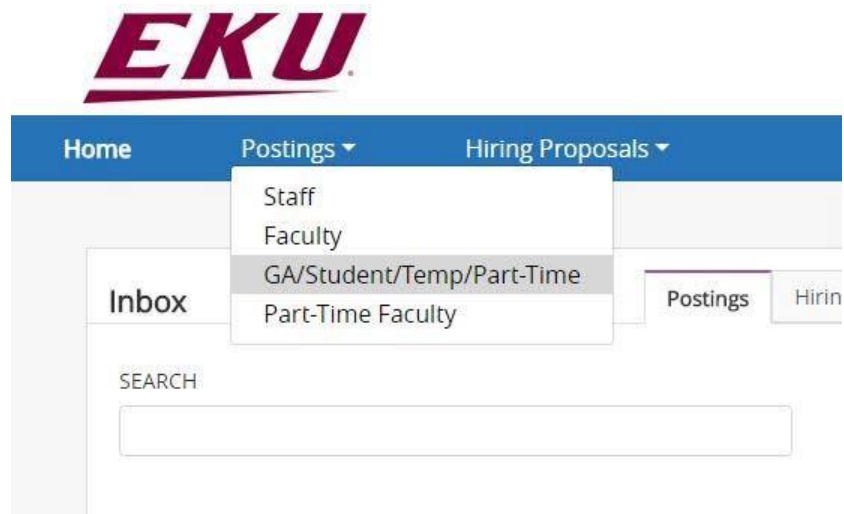 EKU
Home Postings Hiring Proposals
Staff
Faculty
GA/Student/Temp/Part-Time
Part-Time Faculty
Inbox
Postings
SEARCH